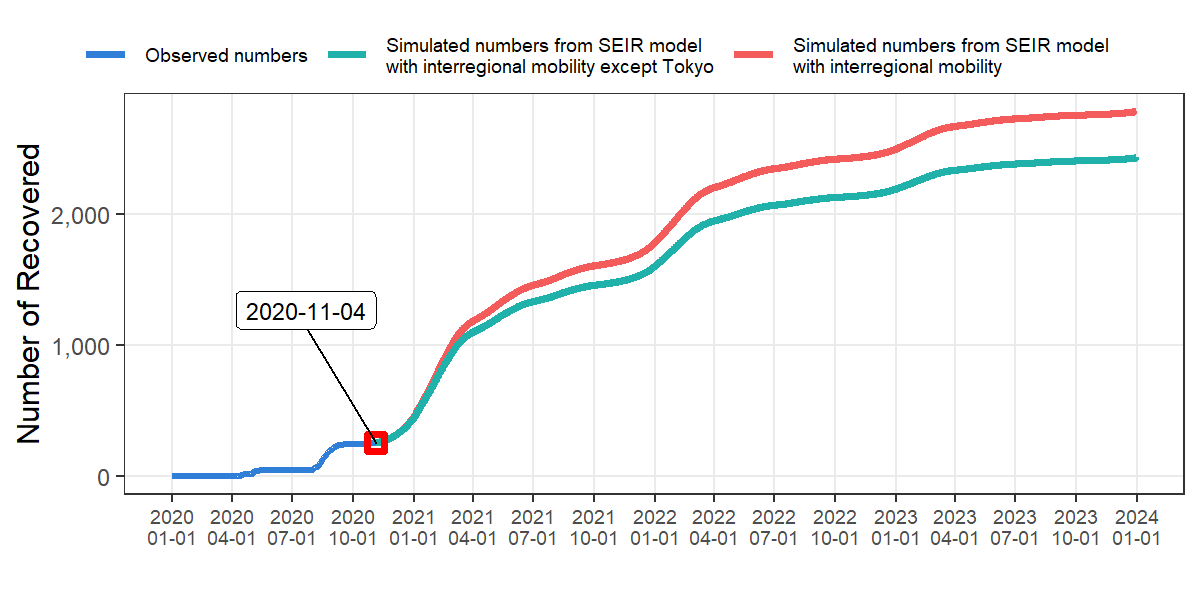 Observed numbers
Simulated numbers from SEIR model
with interregional mobility except Tokyo
Simulated numbers from SEIR model
with interregional mobility
Number of Recovered
2,000
1,000
0
2020-11-04
2020 2020 2020 2020 2021 2021 2021 2021 2022 2022 2022 2022 2023 2023 2023 2023 2024
01-01 04-01 07-01 10-01 01-01 04-01 07-01 10-01 01-01 04-01 07-01 10-01 01-01 04-01 07-01 10-01 01-01